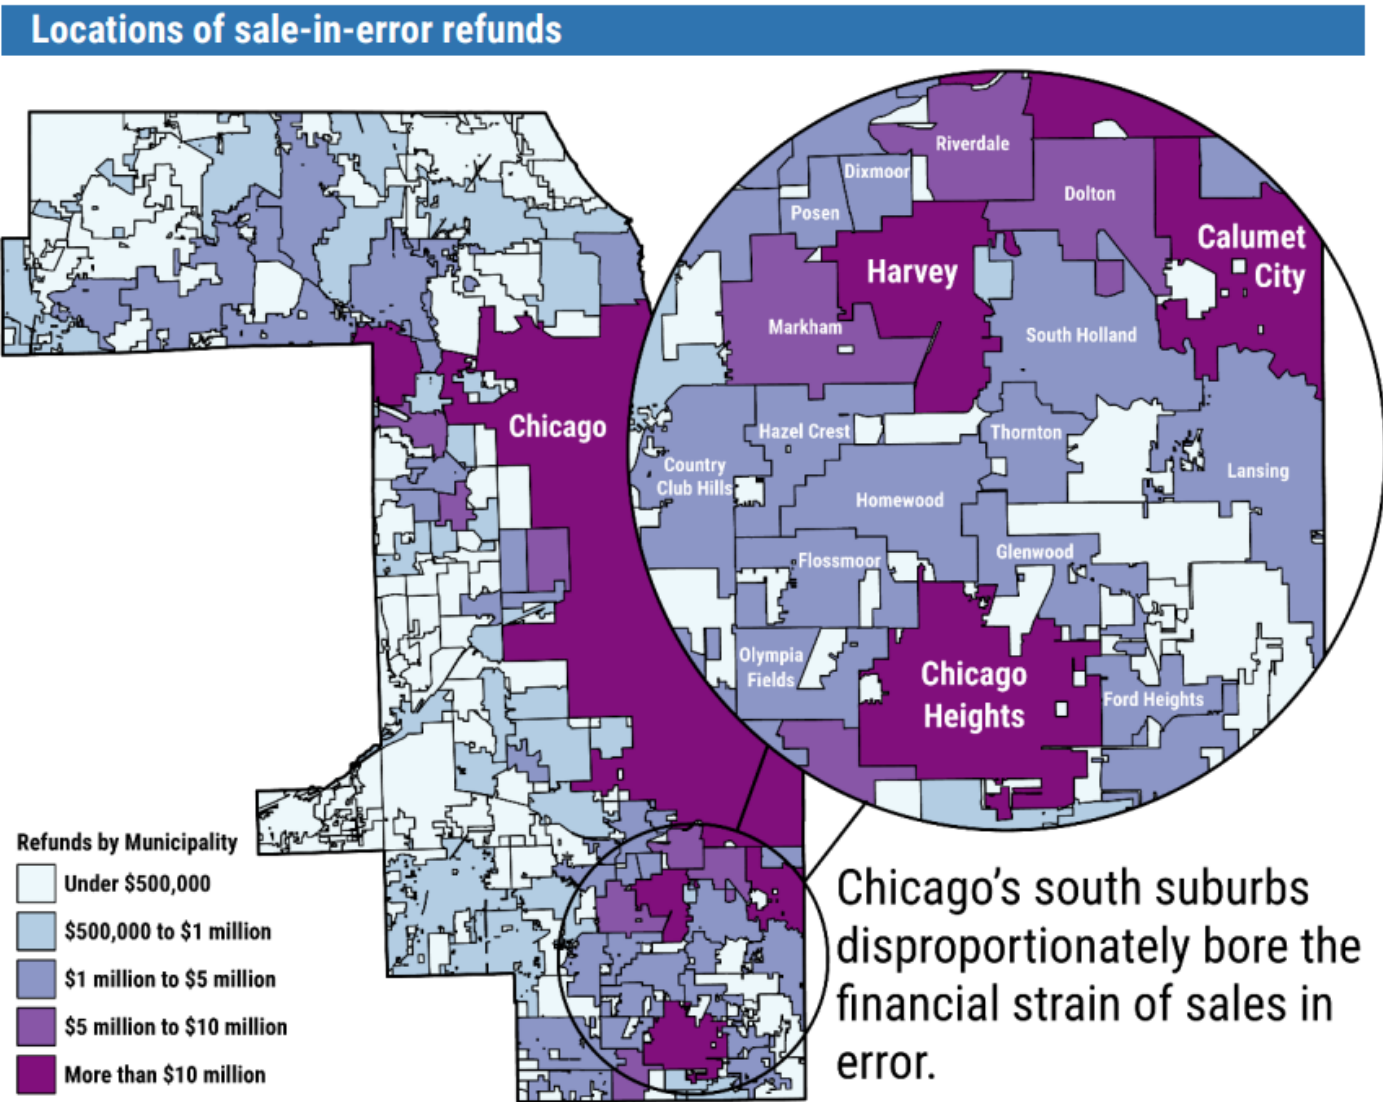 Locations of sale-in-error refunds
Riverdale
Dixmoor
Dolton
Posen
Calumet
City
Harvey
Markham
South Holland
Chicago
Hazel Crest
Thornton
Country
Club Hills
Lansing
Homewood
Flossmoor
Glenwood
Olympia
Fields
Chicago
Heights
Ford Heights
Refunds by Municipality
Under $500,000
$500,000 to $1 million
$1 million to $5 million
$5 million to $10 million
More than $10 million
Chicago’s south suburbs
disproportionately bore the
financial strain of sales in
error.